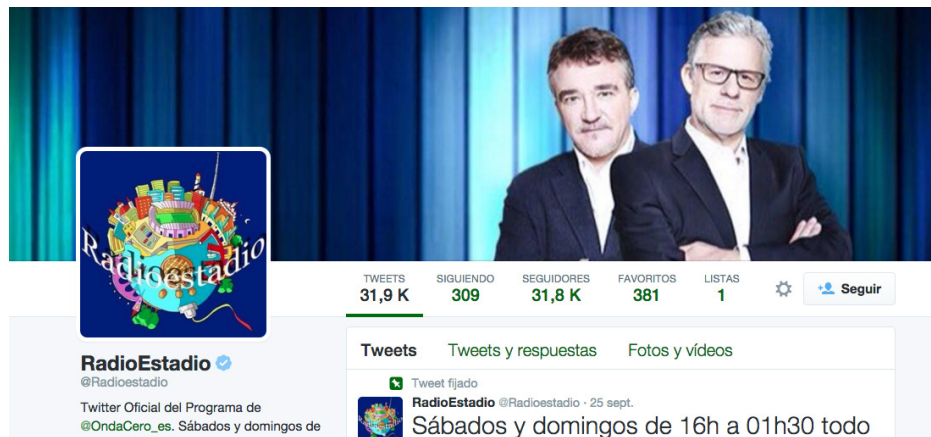 Radioestadio
TWEETS SIGUIENDO SEGUIDORES FAVORITOS LISTAS
31,9 K 309 31,8 K 381 1 Seguir
RadioEstadio
@Radioestadio
Twitter Oficial del Programa de
@OndaCero_es. Sábados y domingos de
Tweets Tweets y respuestas Fotos y vídeos
Tweet fijado
RadioEstadio @Radioestadio · 25 sept.
Sábados y domingos de 16h a 01h30 todo